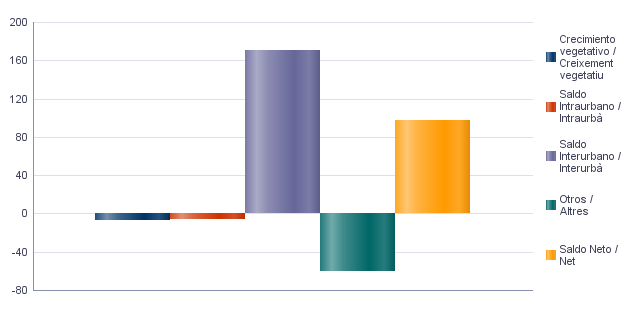 200
160
120
80
40
0
-40
-80
Crecimiento
vegetativo /
Creixement
vegetatiu
Saldo
Intraurbano /
Intraurbà
Saldo
Interurbano /
Interurbà
Otros /
Altres
Saldo Neto /
Net